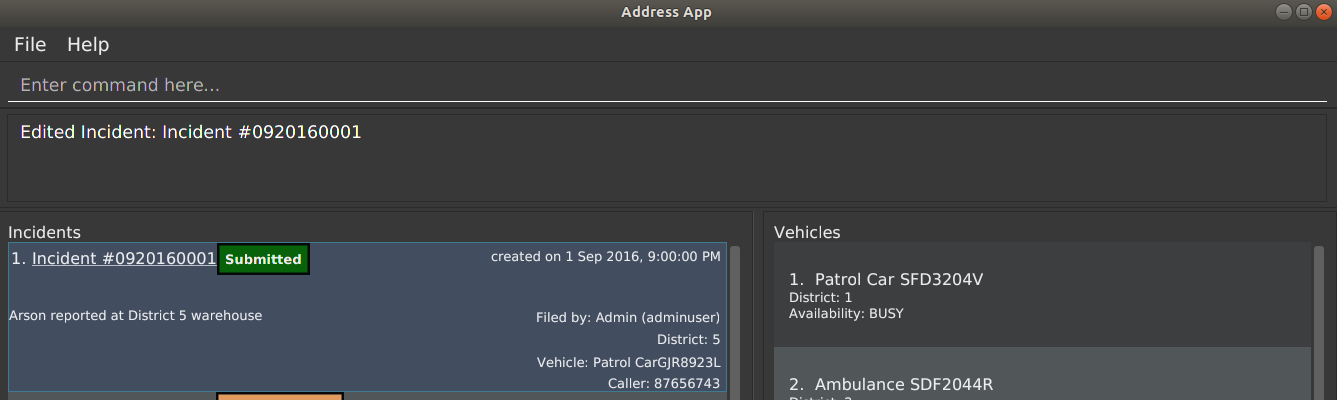 Address App
File Help
Enter command here...
Edited Incident: Incident #0920160001
Incidents
1. Incident #0920160001 Submitted
created on 1 Sep 2016, 9:00:00 PM
Arson reported at District 5 warehouse
Filed by: Admin (adminuser)
District: 5
Vehicle: Patrol CarGJR8923L
Caller: 87656743
Vehicles
1. Patrol Car SFD3204V
District: 1
Availability: BUSY
2. Ambulance SDF2044R